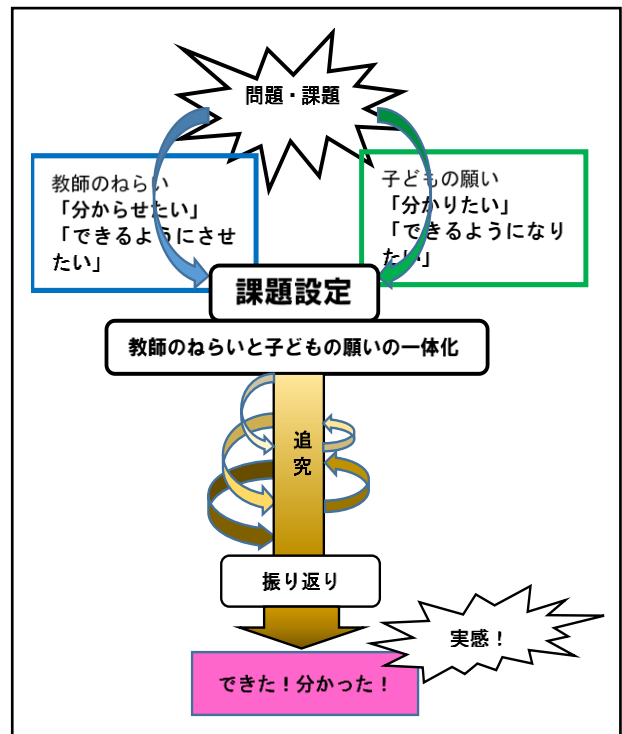 問題・課題
教師のねらい
「分からせたい」
「できるようにさせ
たい」
子どもの願い
「分かりたい」
「できるようになり
たい」
課題設定
教師のねらいと子どもの願いの一体化
追
究
振り返り
実感！
できた！分かった！